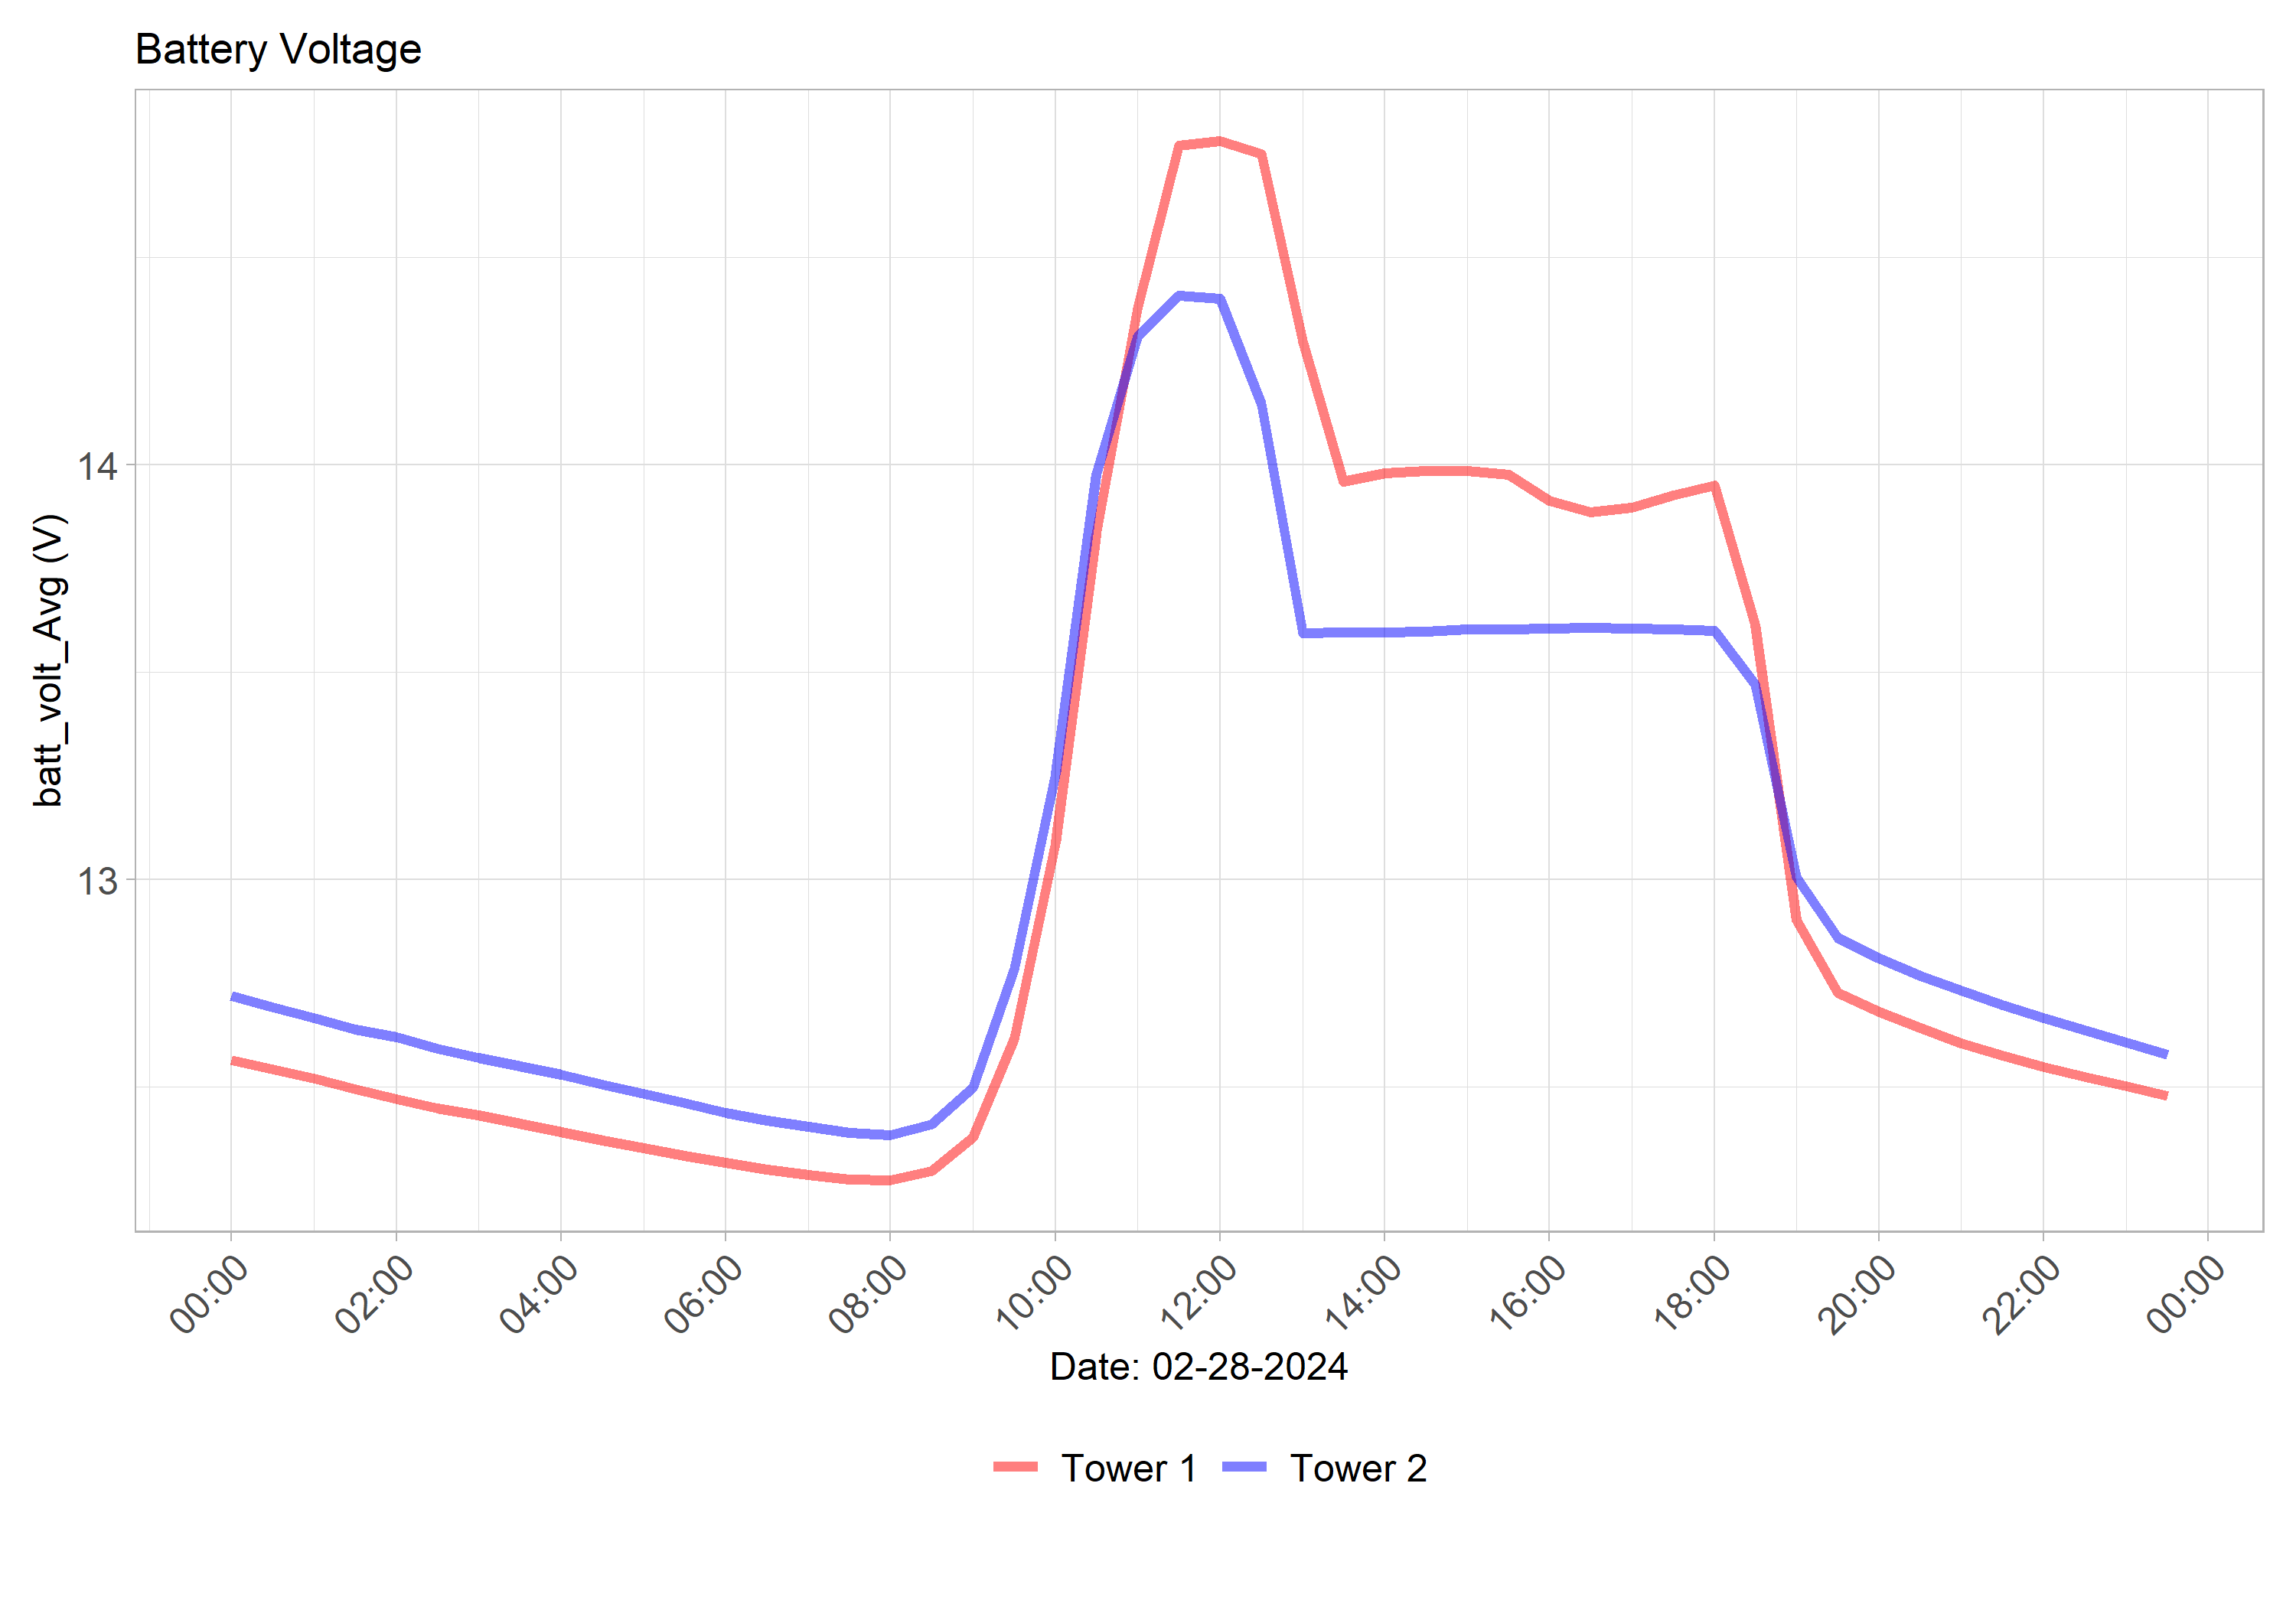 Battery Voltage
batt_volt_Avg (V)
14
13
00:00 02:00 04:00 06:00 08:00 10:00 12:00 14:00 16:00 18:00 20:00 22:00 00:00
Date: 02-28-2024
Tower 1 Tower 2